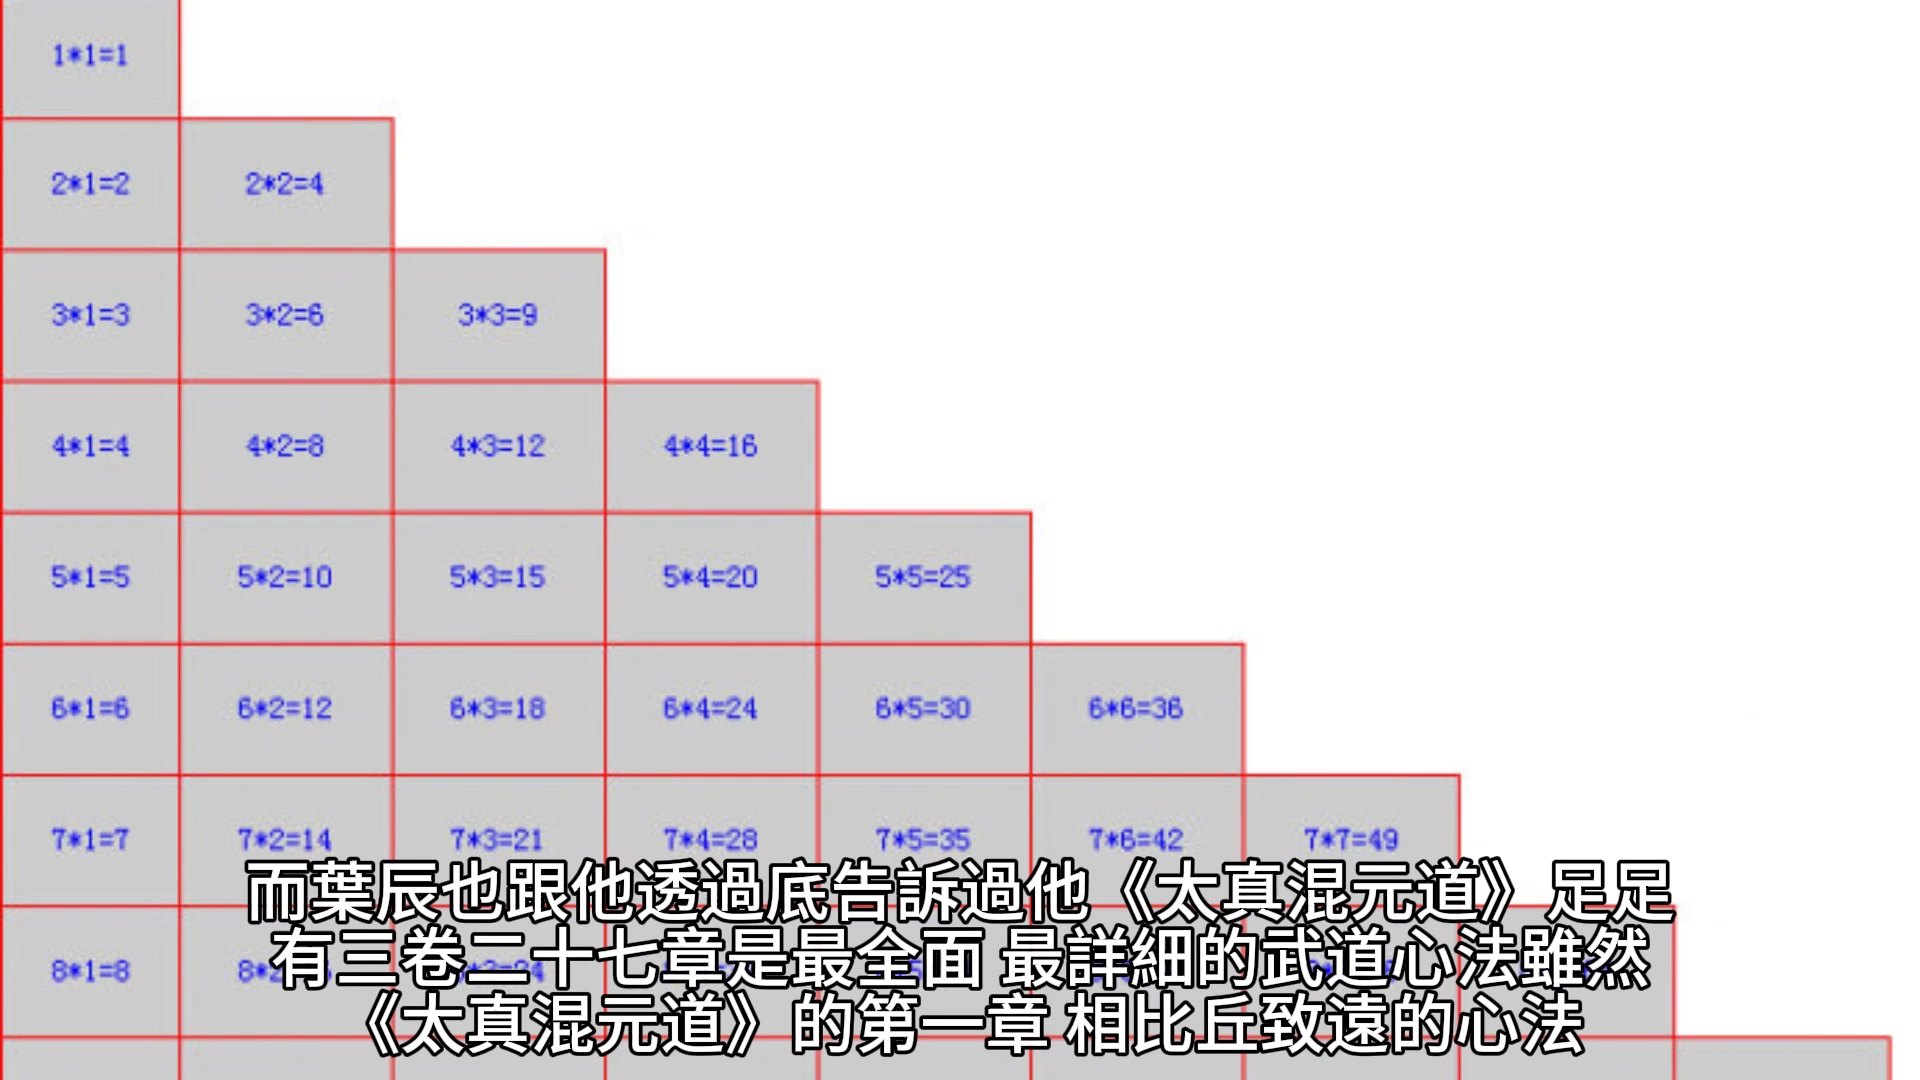 1*1=1
2*1=2 2*2=4
3*1=3 3*2=6 3*3=9
4*1=4 4*2=8 4*3=12 4*4=16
5*1=5 5*2=10 5*3=15 5*4=20 5*5=25
6*1=6 6*2=12 6*3=18 6*4=24 6*5=30 6*6=36
7*1=7 7*2=14 7*3=21 7*4=28 7*5=35 7*6=42 7*7=49
8*1=8
而葉辰也跟他透過底告訴過他《太真混元道》足足
有三卷二十七章是最全面 最詳細的武道心法雖然
《太真混元道》的第一章 相比丘致遠的心法